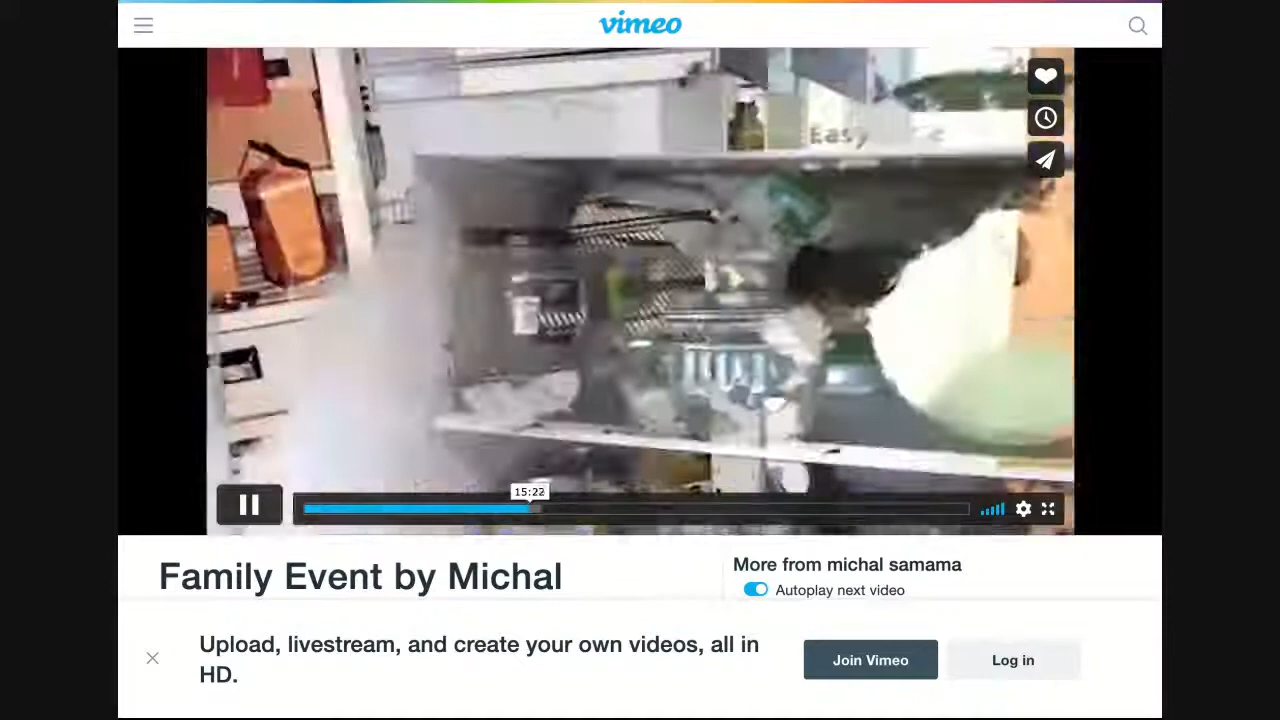 vimeo
Easy
15:22
Family Event by Michal
More from michal samama
Autoplay next video
Upload, livestream, and create your own videos, all in
HD.
Join Vimeo
Log in